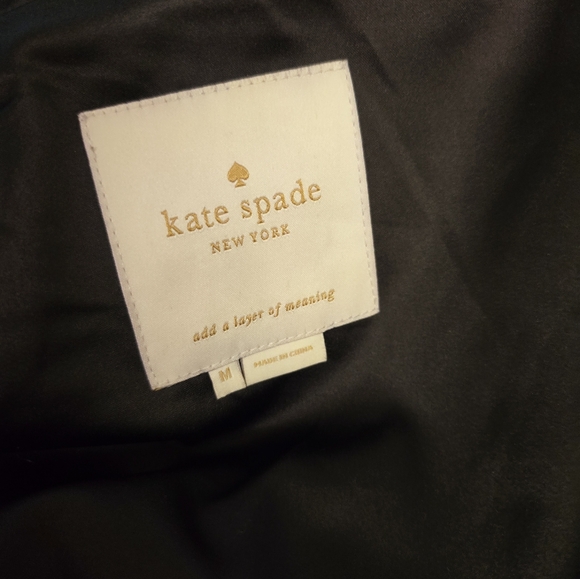 kate spade
NEW YORK
add a layer of meaning
M
MADE IN CHINA